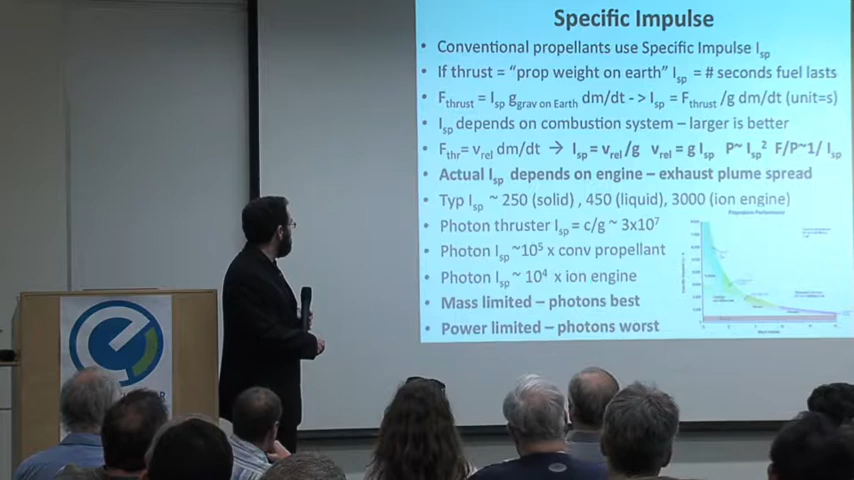 Specific Impulse
• Conventional propellants use Specific Impulse Isp
• If thrust = “prop weight on earth” Isp = # seconds fuel lasts
• Fthrust = Isp ggrav on Earth dm/dt -> Isp = Fthrust /g dm/dt (unit=s)
• Isp depends on combustion system – larger is better
• Fthr= vrel dm/dt → Isp= vrel/g vrel= g Isp P~ Isp² F/P~1/ Isp
• Actual Isp depends on engine – exhaust plume spread
• Typ Isp ~ 250 (solid) , 450 (liquid), 3000 (ion engine)
• Photon thruster Isp = c/g ~ 3x10⁷
• Photon Isp ~10⁵ x conv propellant
• Photon Isp ~ 10⁴ x ion engine
• Mass limited – photons best
• Power limited – photons worst
Propulsion Performance